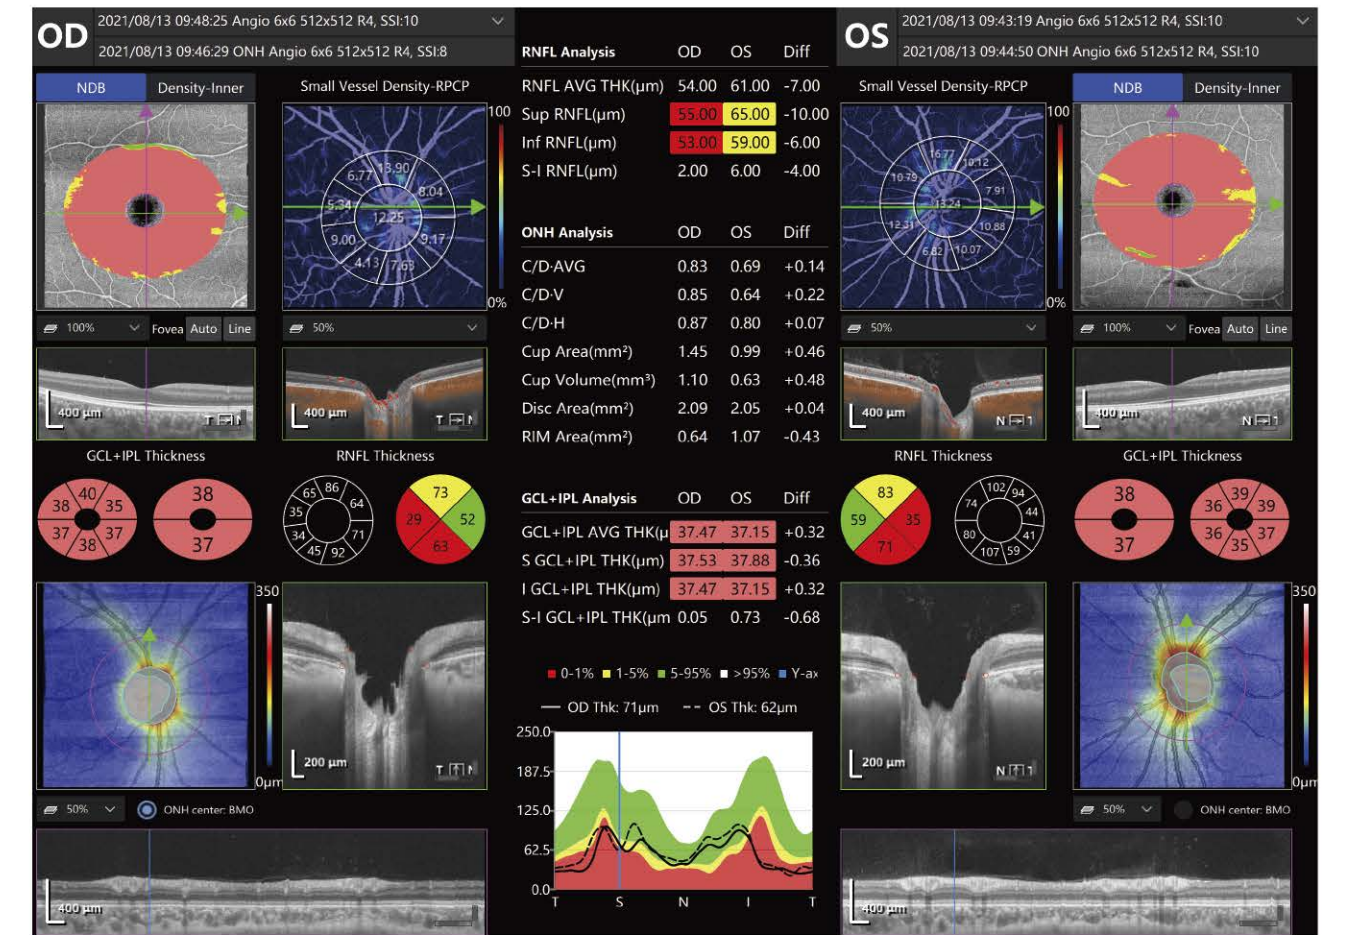 OD
2021/08/13 09:48:25 Angio 6x6 512x512 R4, SSI:10
2021/08/13 09:46:29 ONH Angio 6x6 512x512 R4, SSI:8
NDB Density-Inner
Small Vessel Density-RPCP
100
13.90
6.77
8.04
5.34
12.25
9.00
9.17
4.13
7.63
0%
100% Fovea Auto Line
50%
400 μm
400 μm T
GCL+IPL Thickness
RNFL Thickness
40
38 35
37 37
38
38
37
86
65 64
35
34 71
45 92
73
29 52
63
350
0μm
200 μm T
50% ONH center: BMO
400 μm
RNFL Analysis OD OS Diff
RNFL AVG THK(μm) 54.00 61.00 -7.00
Sup RNFL(μm) 55.00 65.00 -10.00
Inf RNFL(μm) 53.00 59.00 -6.00
S-I RNFL(μm) 2.00 6.00 -4.00
ONH Analysis OD OS Diff
C/D·AVG 0.83 0.69 +0.14
C/D·V 0.85 0.64 +0.22
C/D·H 0.87 0.80 +0.07
Cup Area(mm²) 1.45 0.99 +0.46
Cup Volume(mm³) 1.10 0.63 +0.48
Disc Area(mm²) 2.09 2.05 +0.04
RIM Area(mm²) 0.64 1.07 -0.43
GCL+IPL Analysis OD OS Diff
GCL+IPL AVG THK(μ 37.47 37.15 +0.32
S GCL+IPL THK(μm) 37.53 37.88 -0.36
I GCL+IPL THK(μm) 37.47 37.15 +0.32
S-I GCL+IPL THK(μm 0.05 0.73 -0.68
0-1% 1-5% 5-95% >95% Y-ax
OD Thk: 71μm OS Thk: 62μm
250.0
187.5
125.0
62.5
0.0
T S N I T
OS
2021/08/13 09:43:19 Angio 6x6 512x512 R4, SSI:10
2021/08/13 09:44:50 ONH Angio 6x6 512x512 R4, SSI:10
Small Vessel Density-RPCP
NDB Density-Inner
100
16.77
10.12
10.79
7.91
13.24
12.31
10.88
6.82
10.07
0%
50%
100% Fovea Auto Line
400 μm N
400 μm N
RNFL Thickness
GCL+IPL Thickness
83
59 35
71
102 94
74 44
80 41
107 59
38
37
39
36 39
36 37
35
350
0μm
200 μm N
50% ONH center: BMO
400 μm